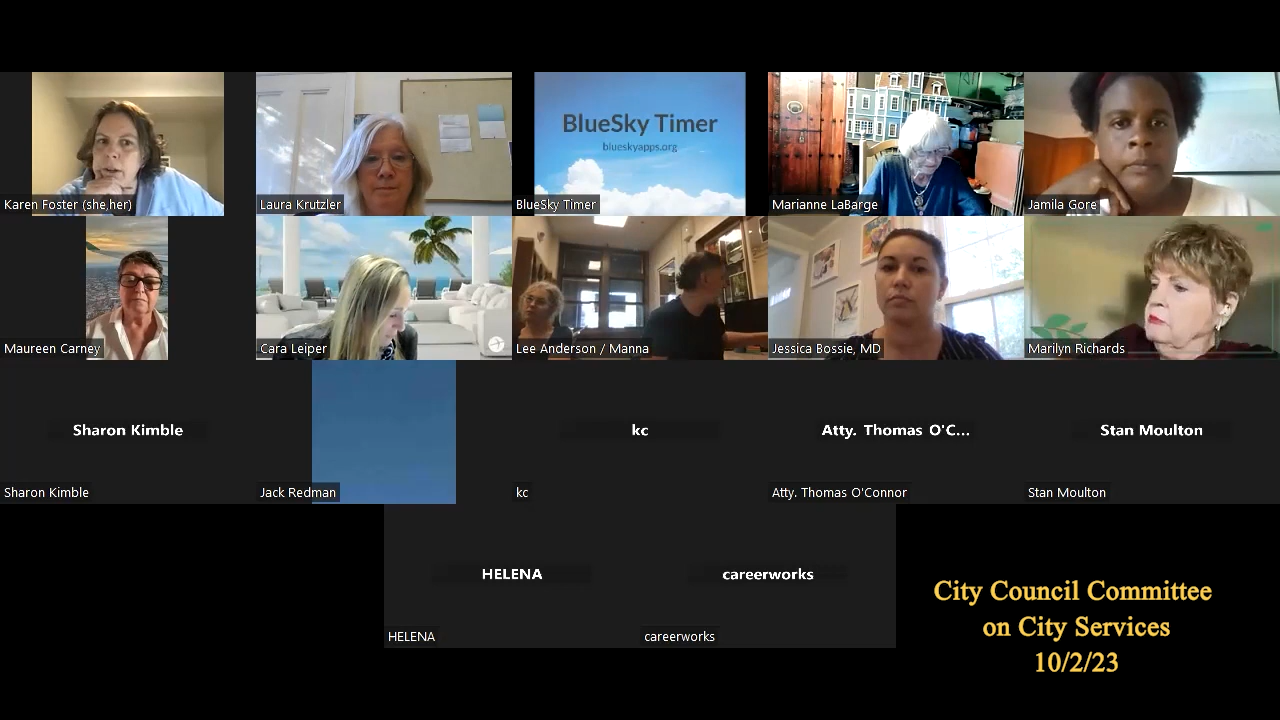 BlueSky Timer
blueskyapps.org
Karen Foster (she,her)
Laura Krutzler
BlueSky Timer
Marianne LaBarge
Jamila Gore
Maureen Carney
Cara Leiper
Lee Anderson / Manna
Jessica Bossie, MD
Marilyn Richards
Sharon Kimble
kc
Atty. Thomas O'C...
Stan Moulton
Sharon Kimble
Jack Redman
kc
Atty. Thomas O'Connor
Stan Moulton
HELENA
careerworks
HELENA
careerworks
City Council Committee
on City Services
10/2/23